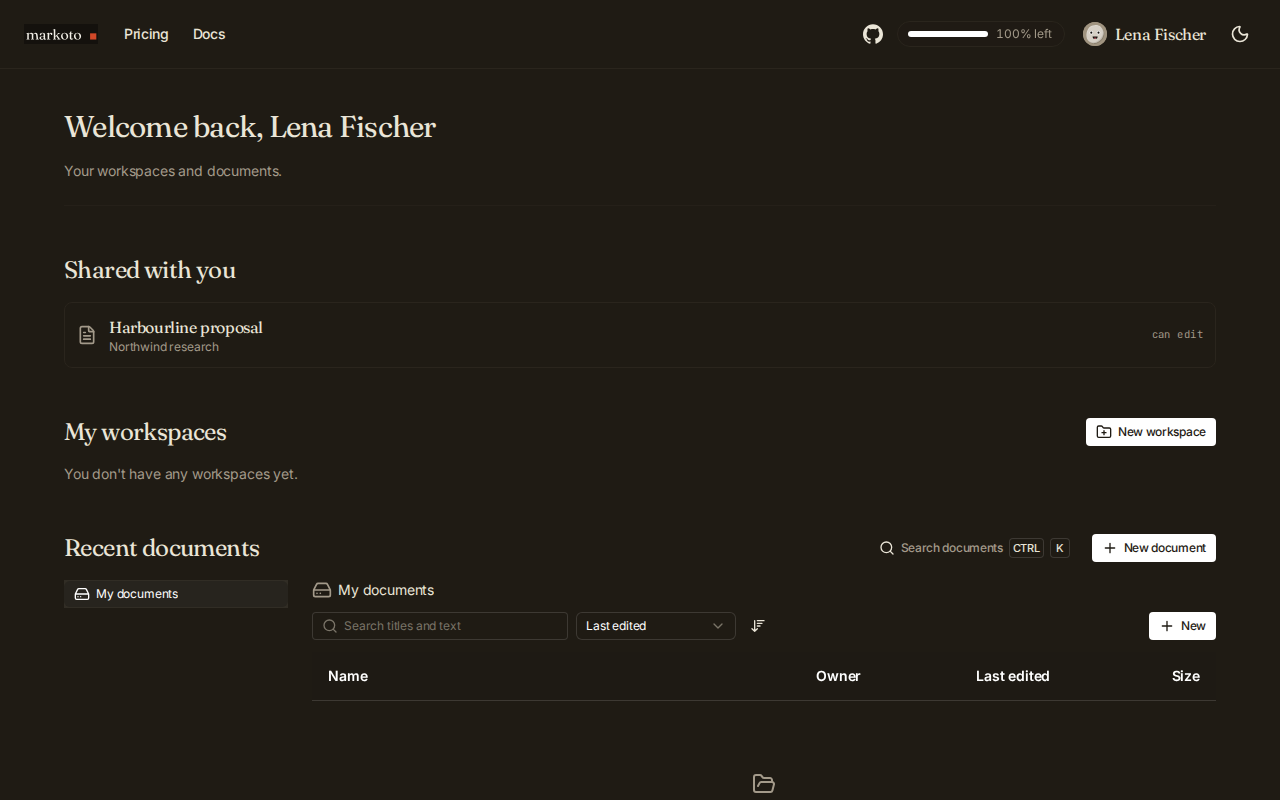 markoto
Pricing
Docs
100% left
Lena Fischer
Welcome back, Lena Fischer
Your workspaces and documents.
Shared with you
Harbourline proposal
Northwind research
can edit
My workspaces
New workspace
You don't have any workspaces yet.
Recent documents
Search documents CTRL K
New document
My documents
My documents
Search titles and text
Last edited
New
Name
Owner
Last edited
Size